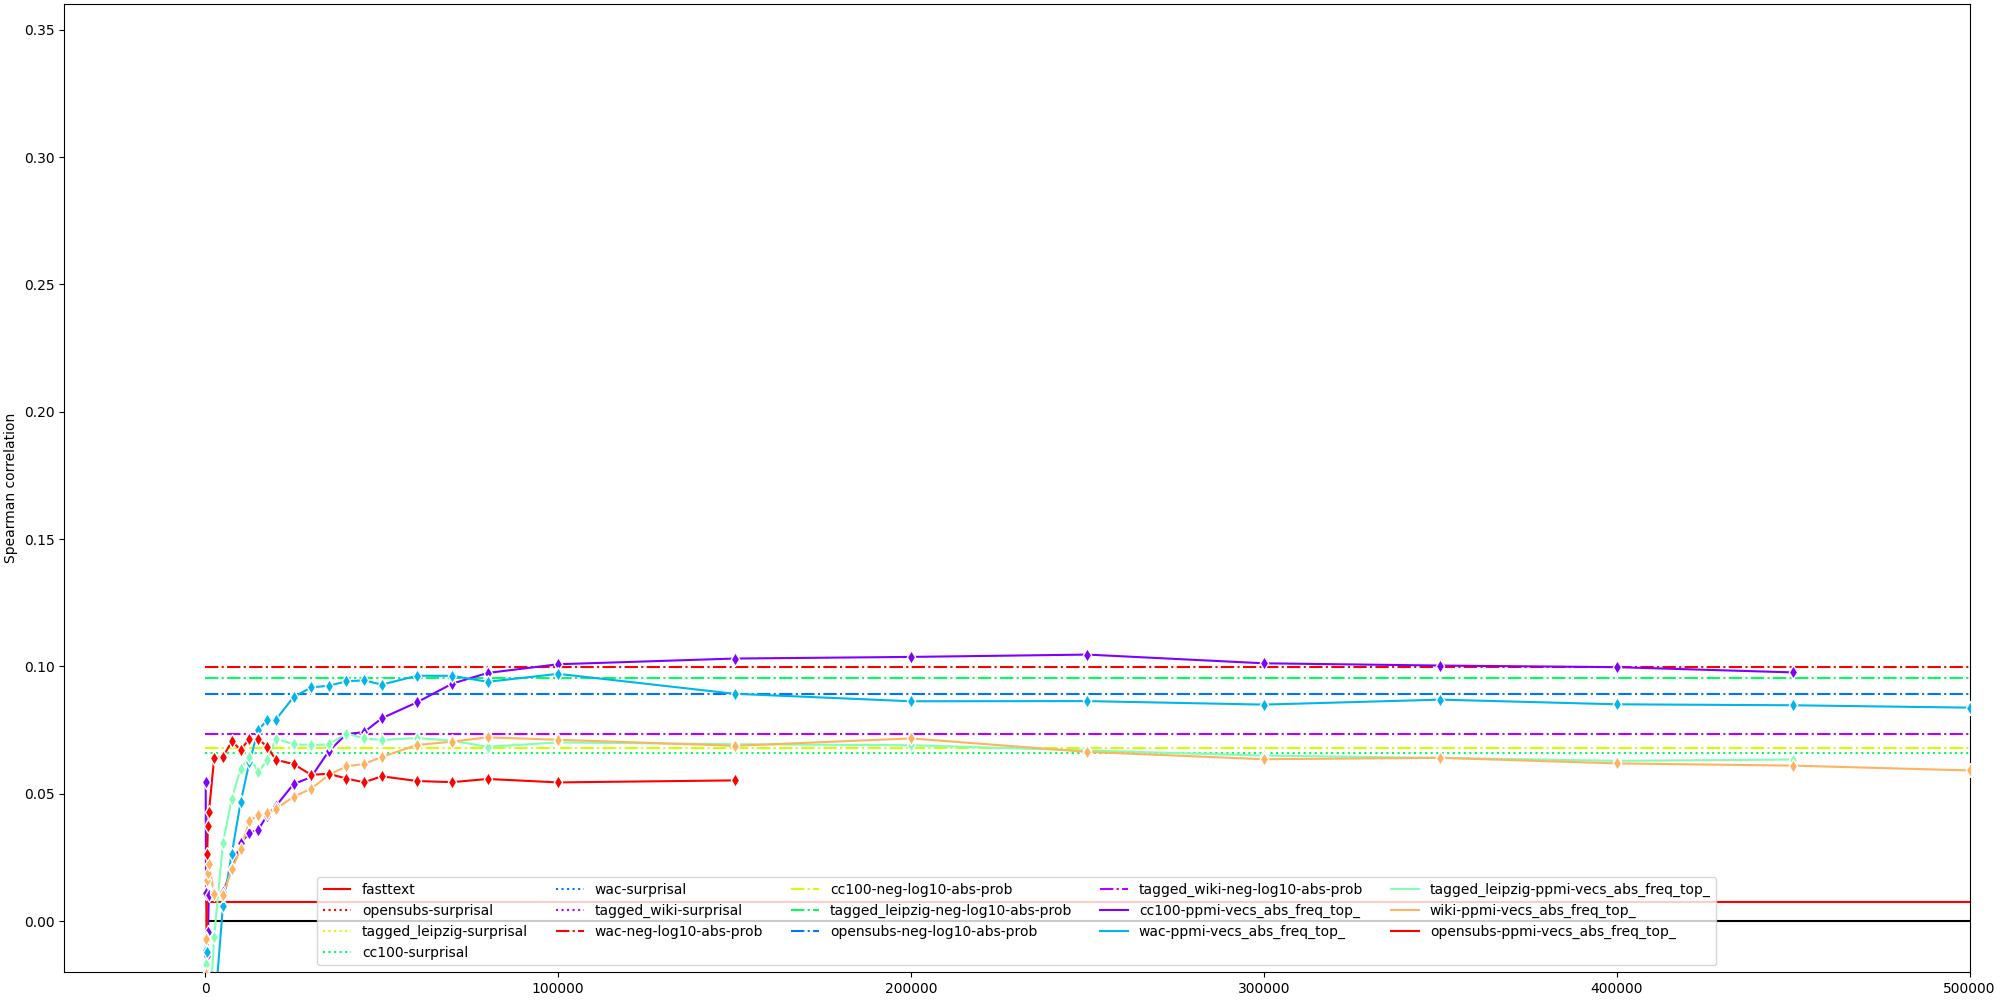 0.35
0.30
0.25
0.20
0.15
0.10
0.05
0.00
Spearman correlation
0 100000 200000 300000 400000 500000
fasttext
opensubs-surprisal
tagged_leipzig-surprisal
cc100-surprisal
wac-surprisal
tagged_wiki-surprisal
wac-neg-log10-abs-prob
cc100-neg-log10-abs-prob
tagged_leipzig-neg-log10-abs-prob
opensubs-neg-log10-abs-prob
tagged_wiki-neg-log10-abs-prob
cc100-ppmi-vecs_abs_freq_top_
wac-ppmi-vecs_abs_freq_top_
tagged_leipzig-ppmi-vecs_abs_freq_top_
wiki-ppmi-vecs_abs_freq_top_
opensubs-ppmi-vecs_abs_freq_top_